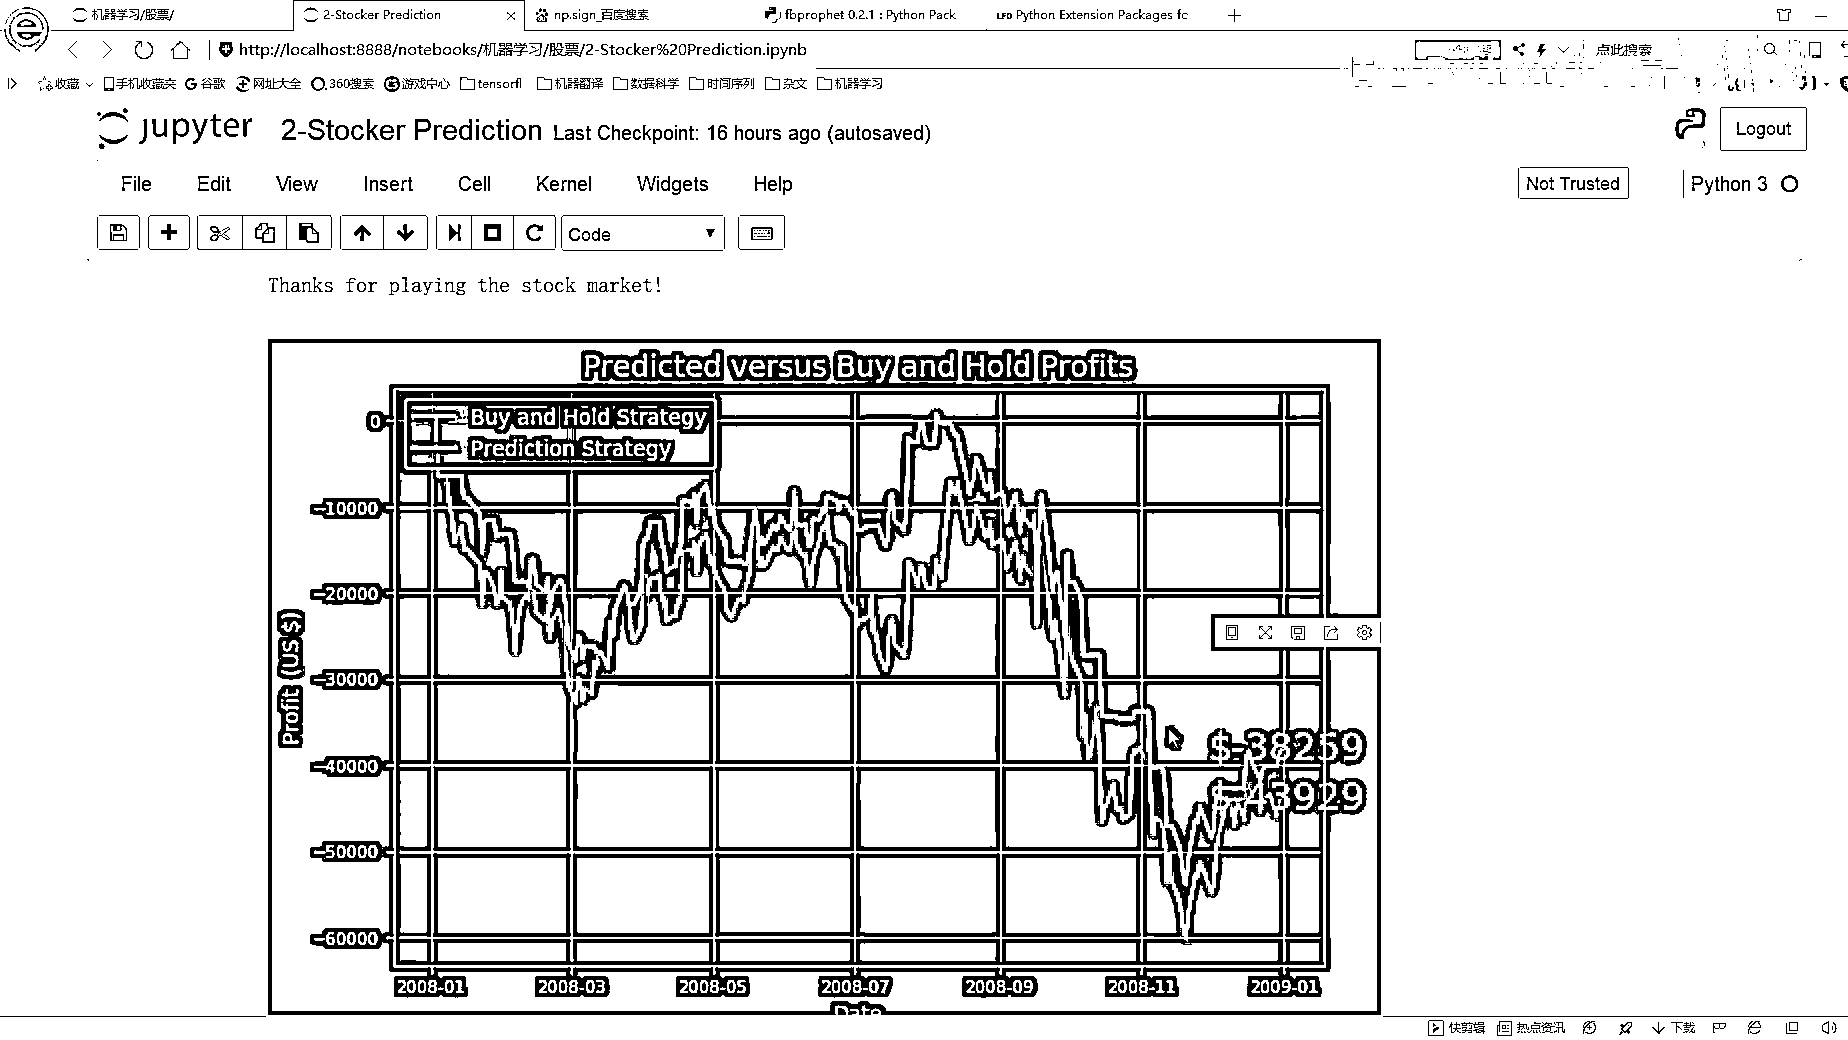 机器学习/股票/
2-Stocker Prediction
np.sign_百度搜索
fbprophet 0.2.1 : Python Pack
LFD Python Extension Packages fc
http://localhost:8888/notebooks/机器学习/股票/2-Stocker%20Prediction.ipynb
点此搜索
收藏 手机收藏夹 谷歌 网址大全 360搜索 游戏中心 tensorfl 机器翻译 数据科学 时间序列 杂文 机器学习
jupyter 2-Stocker Prediction Last Checkpoint: 16 hours ago (autosaved)
Logout
File Edit View Insert Cell Kernel Widgets Help
Not Trusted Python 3
Code
Thanks for playing the stock market!
Predicted versus Buy and Hold Profits
Buy and Hold Strategy
Prediction Strategy
0
−10000
−20000
−30000
−40000
−50000
−60000
Profit (US $)
$-38259
$-43929
2008-01 2008-03 2008-05 2008-07 2008-09 2008-11 2009-01
Date
快剪辑 热点资讯 下载